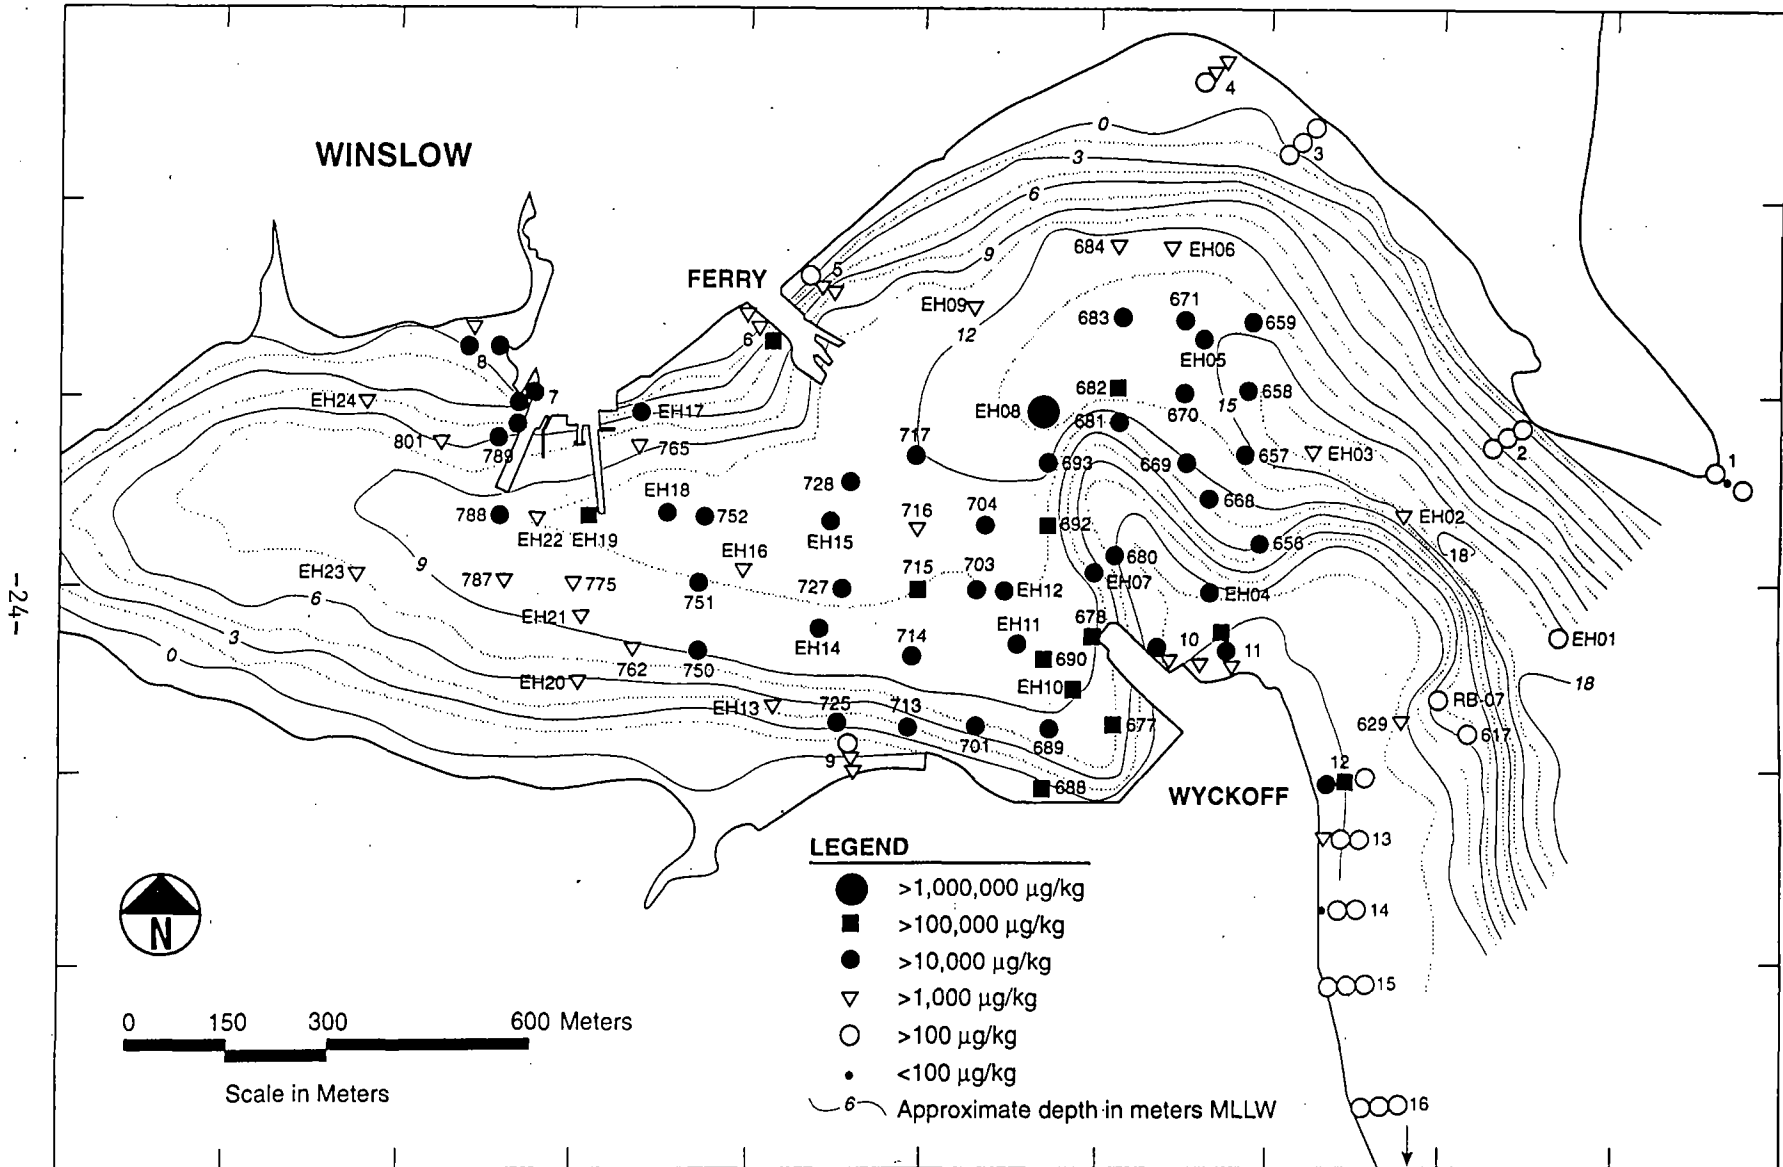 4
0
3
3
WINSLOW
6
684
EH06
9
5
FERRY
EH09
671
683
659
12
6
EH05
8
682
658
7
EH24
EH08
670
15
EH17
681
801
717
789
765
693
669
657
EH03
2
1
728
EH18
704
668
788
752
716
692
EH02
EH22
EH19
EH15
656
18
EH16
680
9
703
EH23
787
775
715
EH07
751
727
EH12
EH04
6
EH21
678
EH11
3
714
10
11
EH01
0
762
750
EH14
690
EH20
EH10
18
EH13
725
713
RB-07
677
629
701
689
617
9
12
688
WYCKOFF
13
LEGEND
>1,000,000 µg/kg
>100,000 µg/kg
14
N
>10,000 µg/kg
15
>1,000 µg/kg
0 150 300 600 Meters
>100 µg/kg
<100 µg/kg
Scale in Meters
6 Approximate depth in meters MLLW
16
-24-